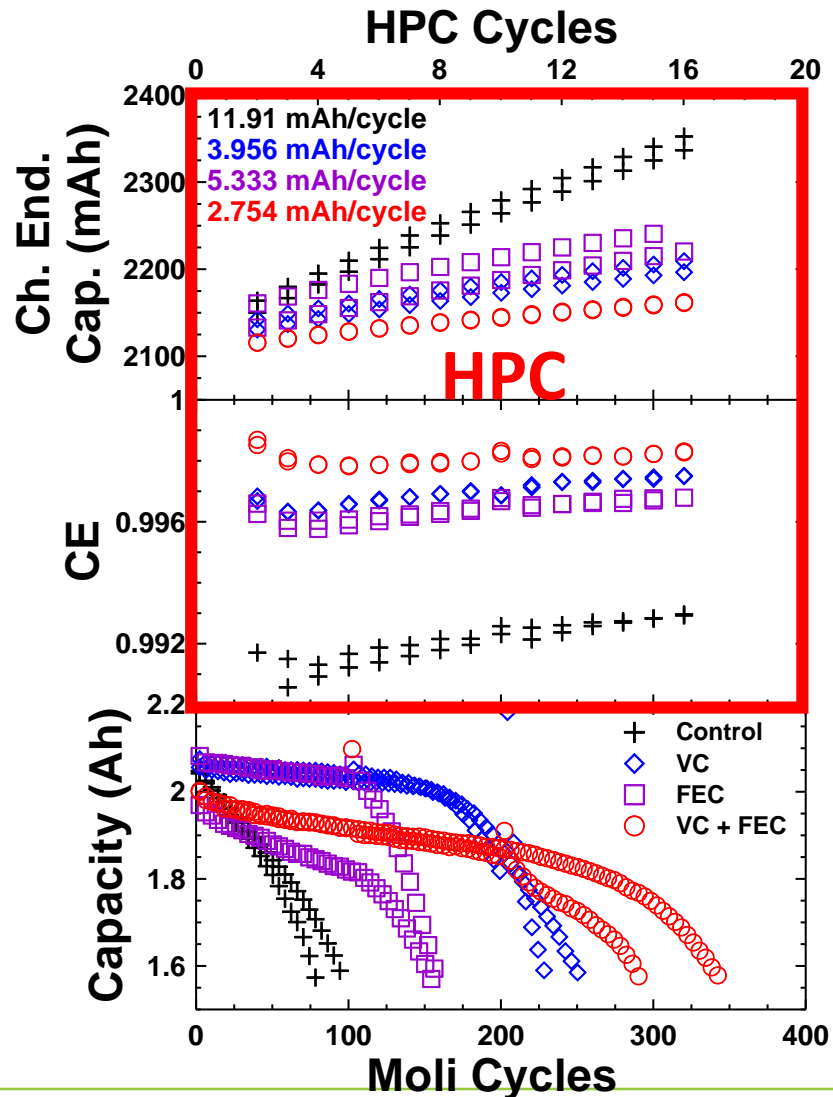 HPC Cycles
0 4 8 12 16 20
2400
11.91 mAh/cycle
3.956 mAh/cycle
5.333 mAh/cycle
2.754 mAh/cycle
2300
2200
2100
Ch. End.
Cap. (mAh)
HPC
1
0.996
0.992
CE
2.2
Control
VC
FEC
VC + FEC
2
1.8
1.6
Capacity (Ah)
0 100 200 300 400
Moli Cycles